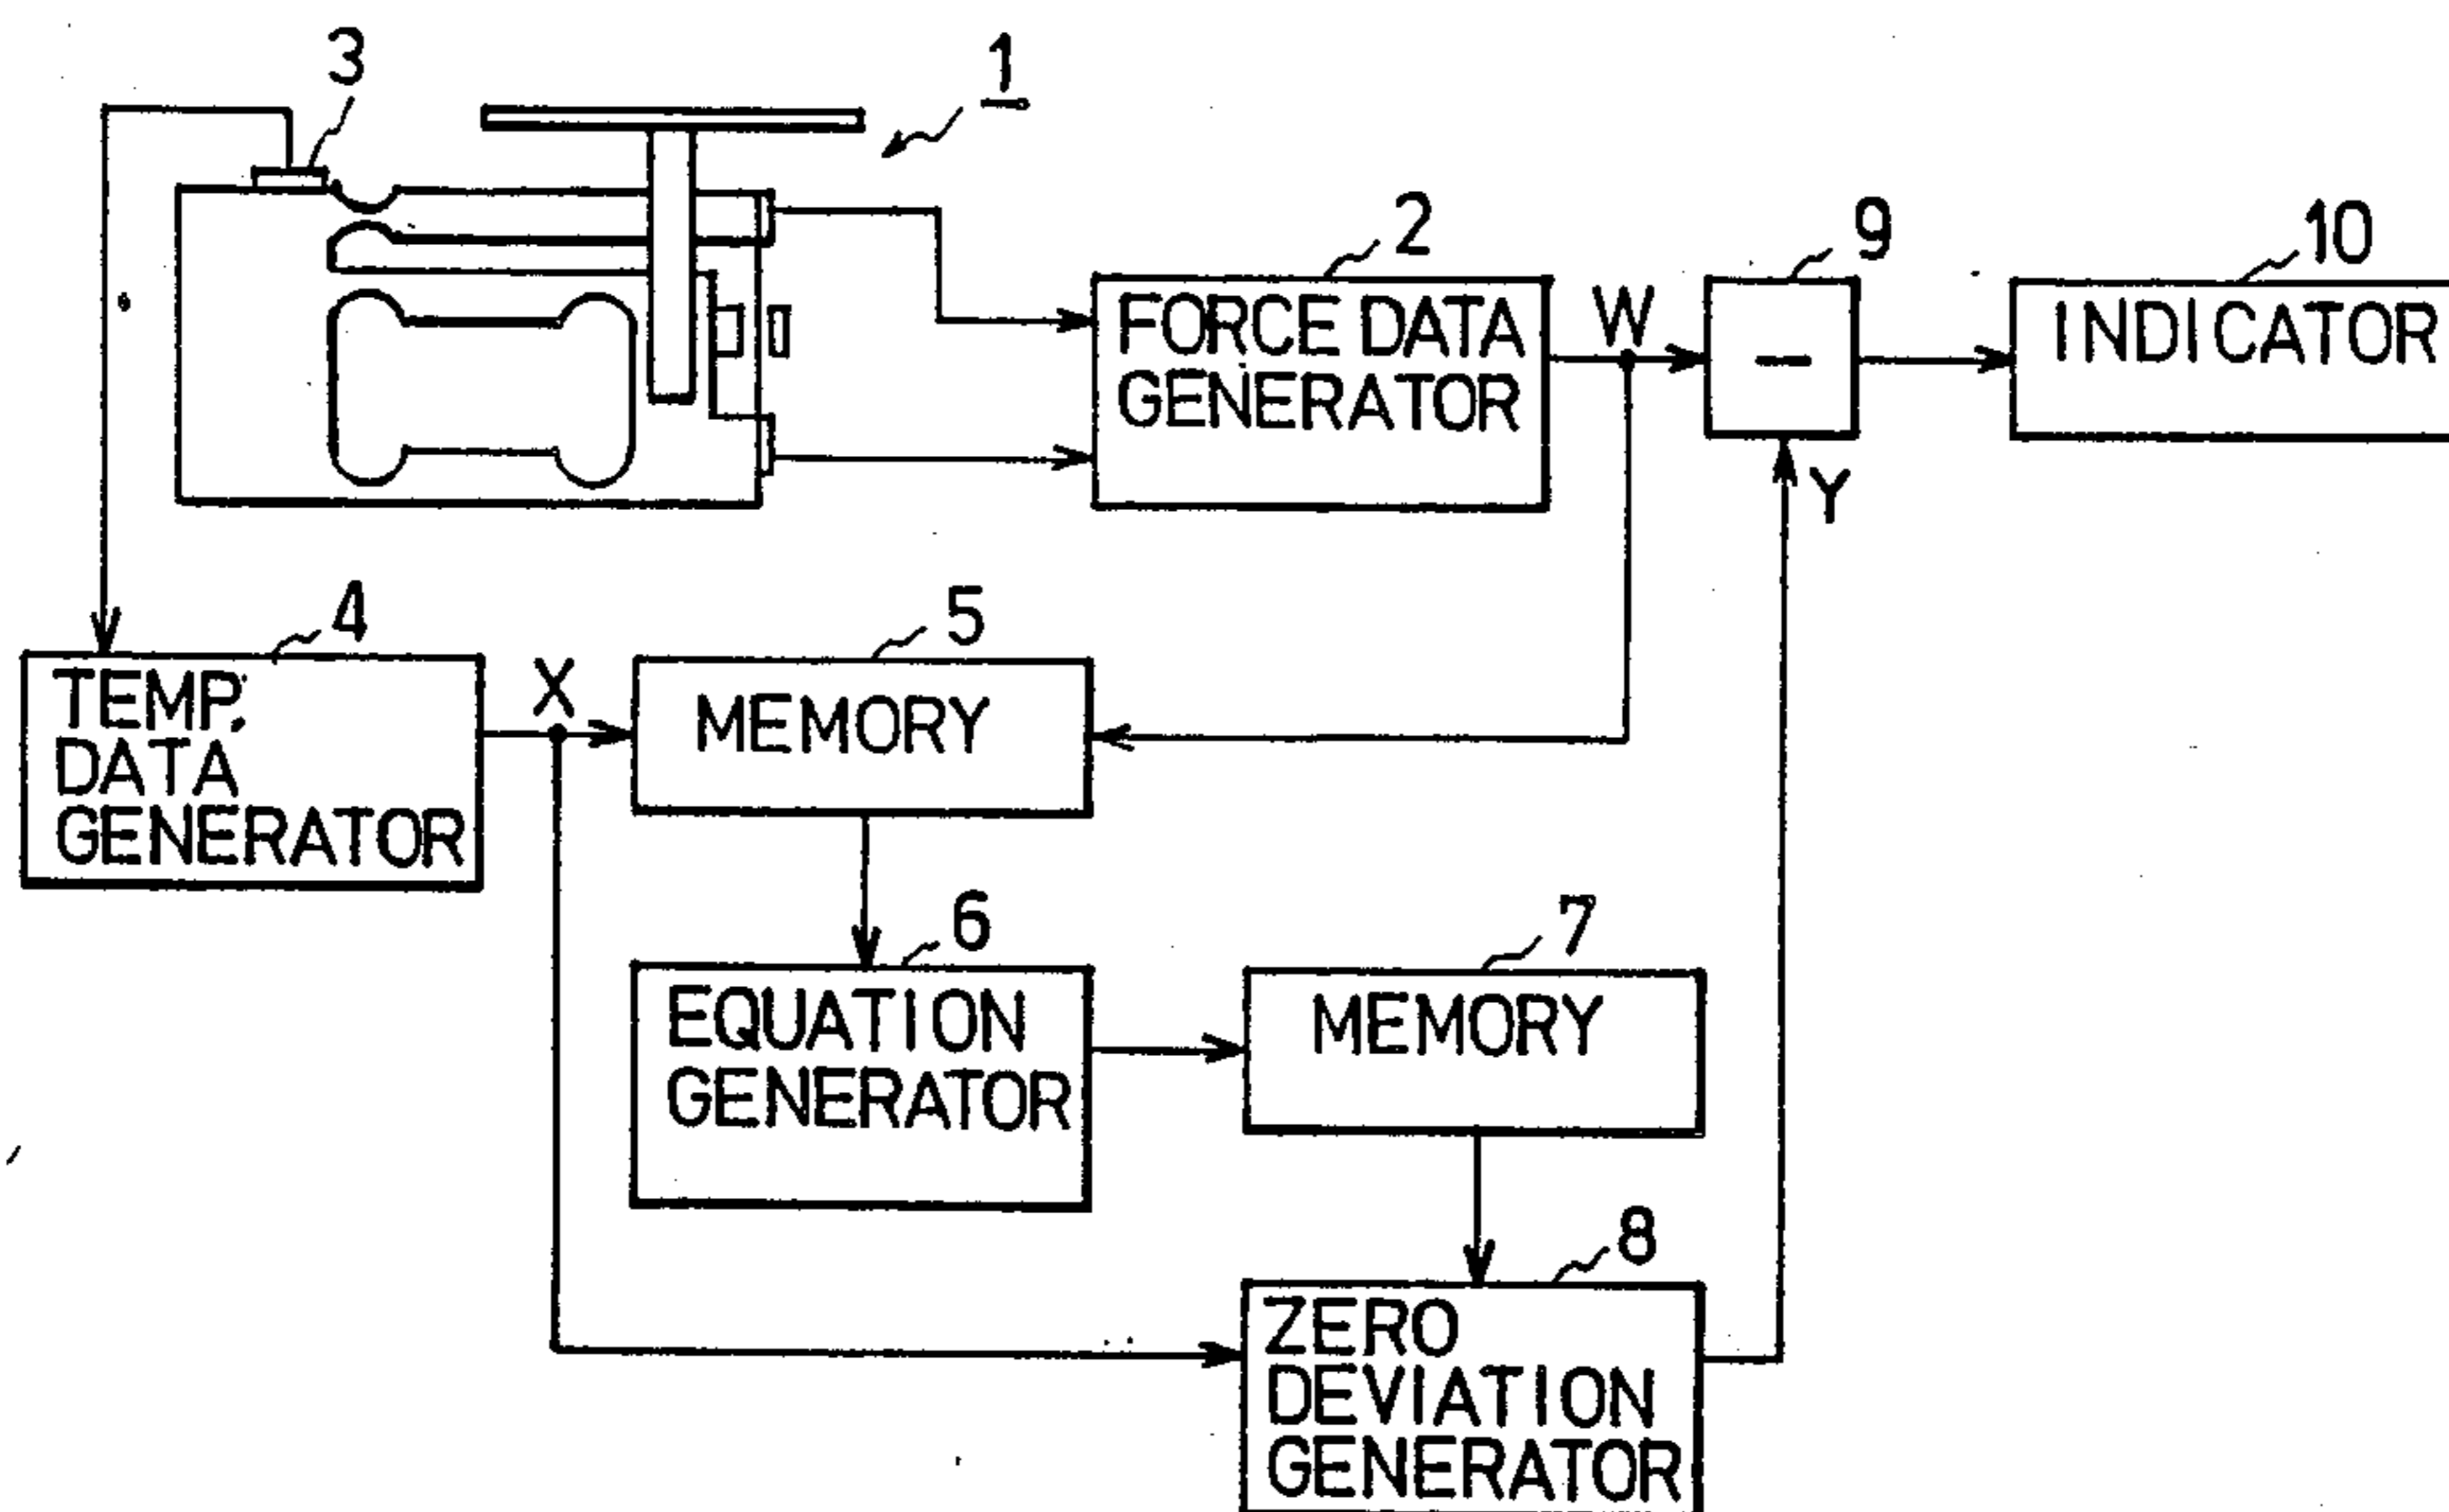 3
1
2
9
10
FORCE DATA
GENERATOR
W
−
INDICATOR
Y
4
5
TEMP.
DATA
GENERATOR
X
MEMORY
6
7
EQUATION
GENERATOR
MEMORY
8
ZERO
DEVIATION
GENERATOR